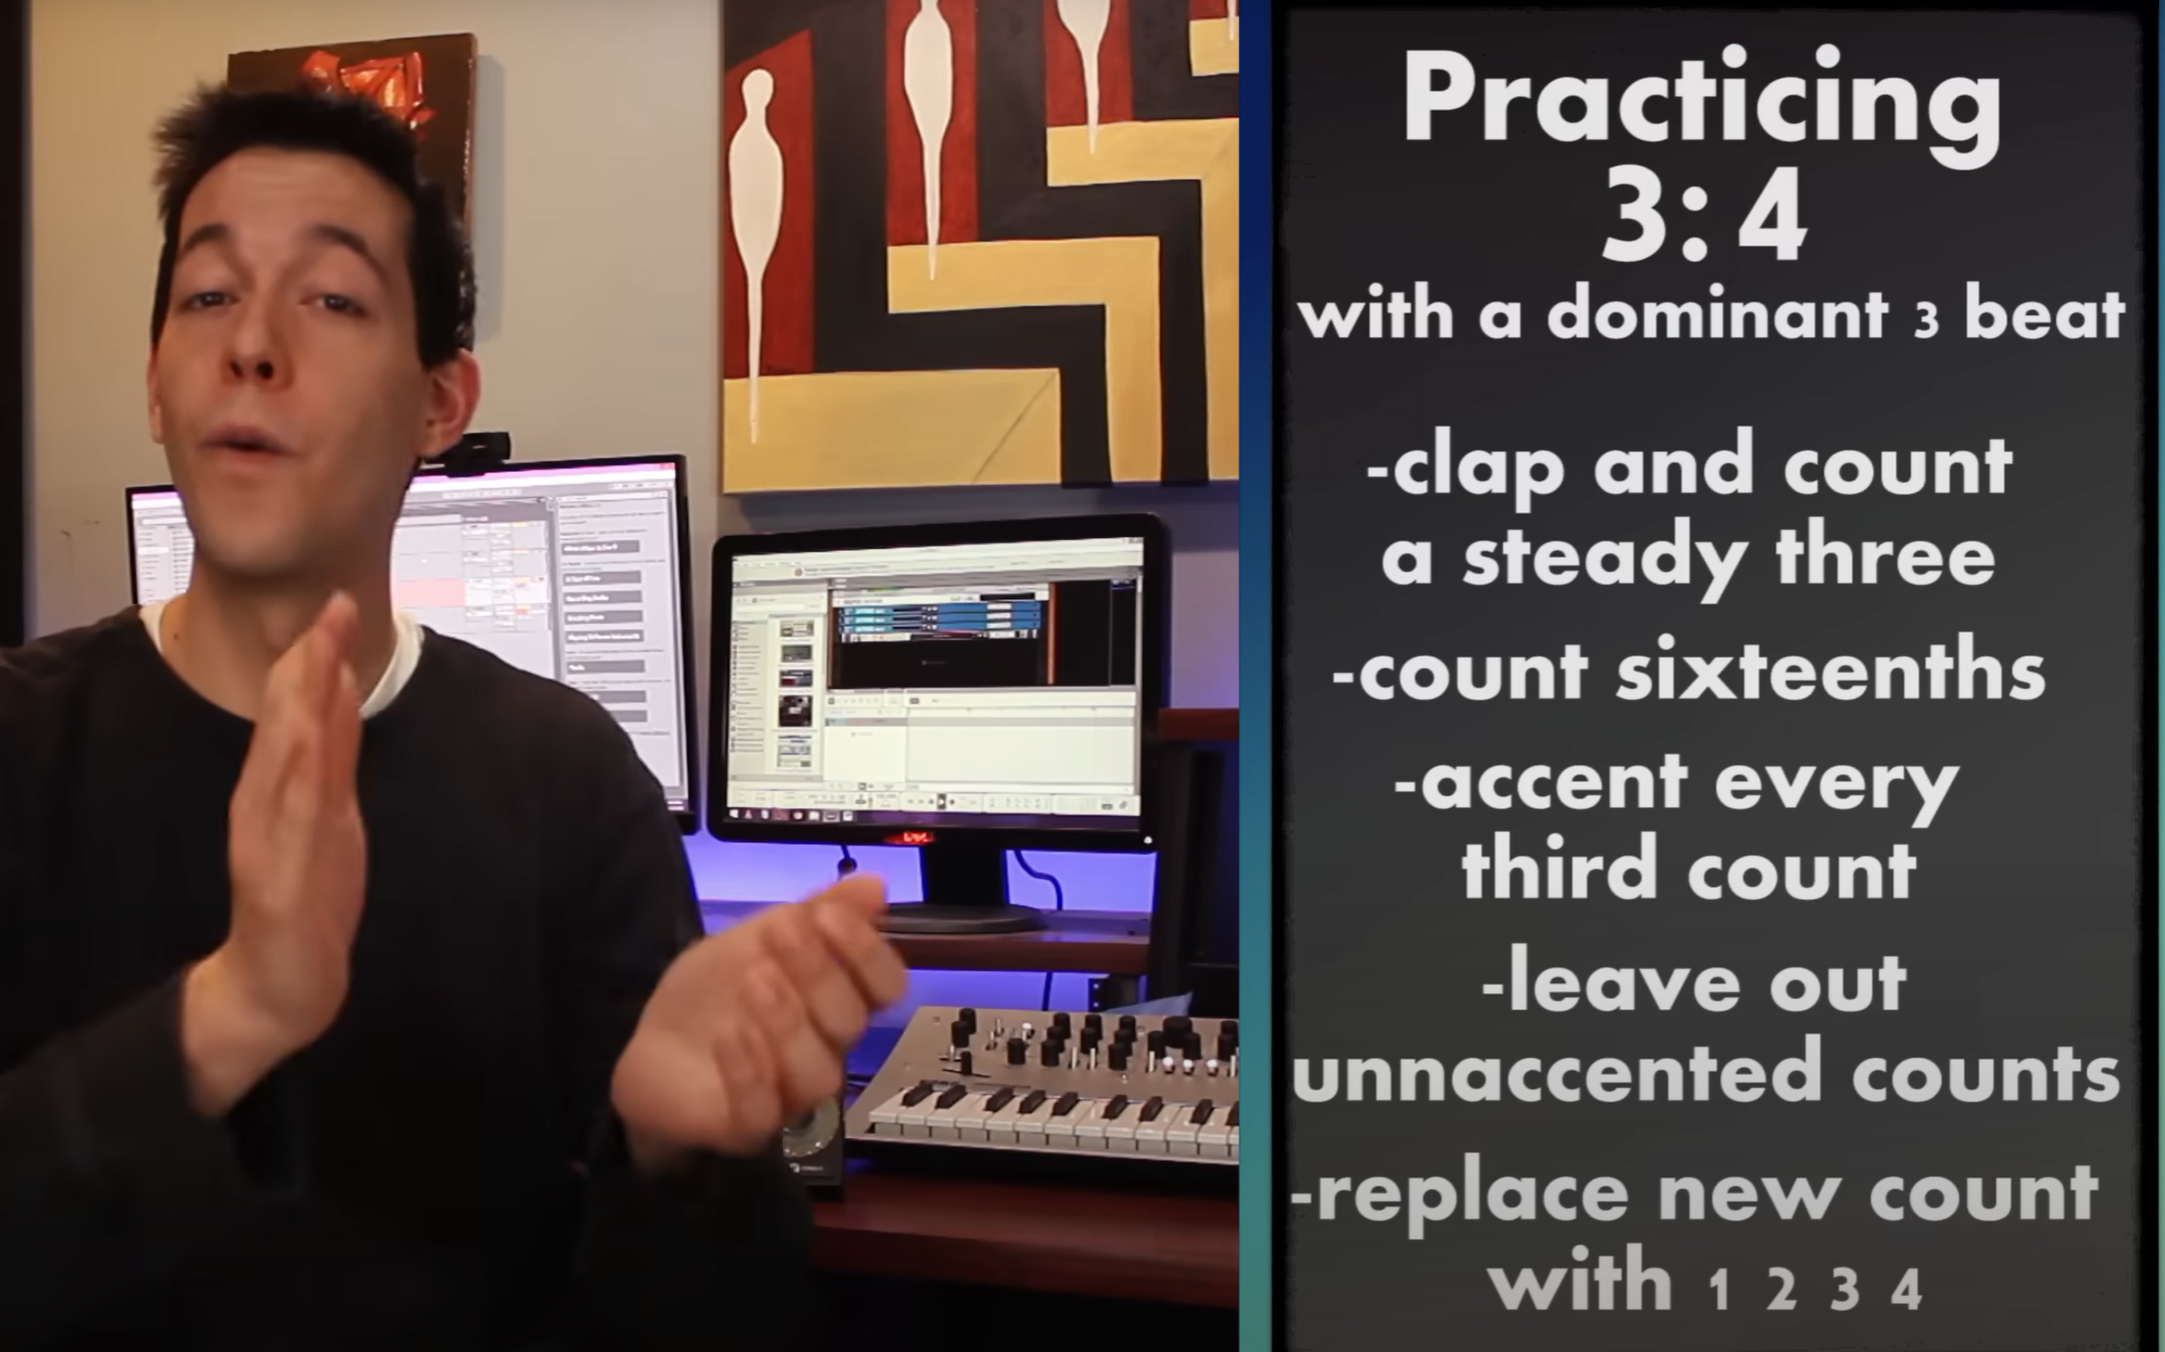 Practicing
3:4
with a dominant 3 beat
-clap and count
a steady three
-count sixteenths
-accent every
third count
-leave out
unnaccented counts
-replace new count
with 1 2 3 4